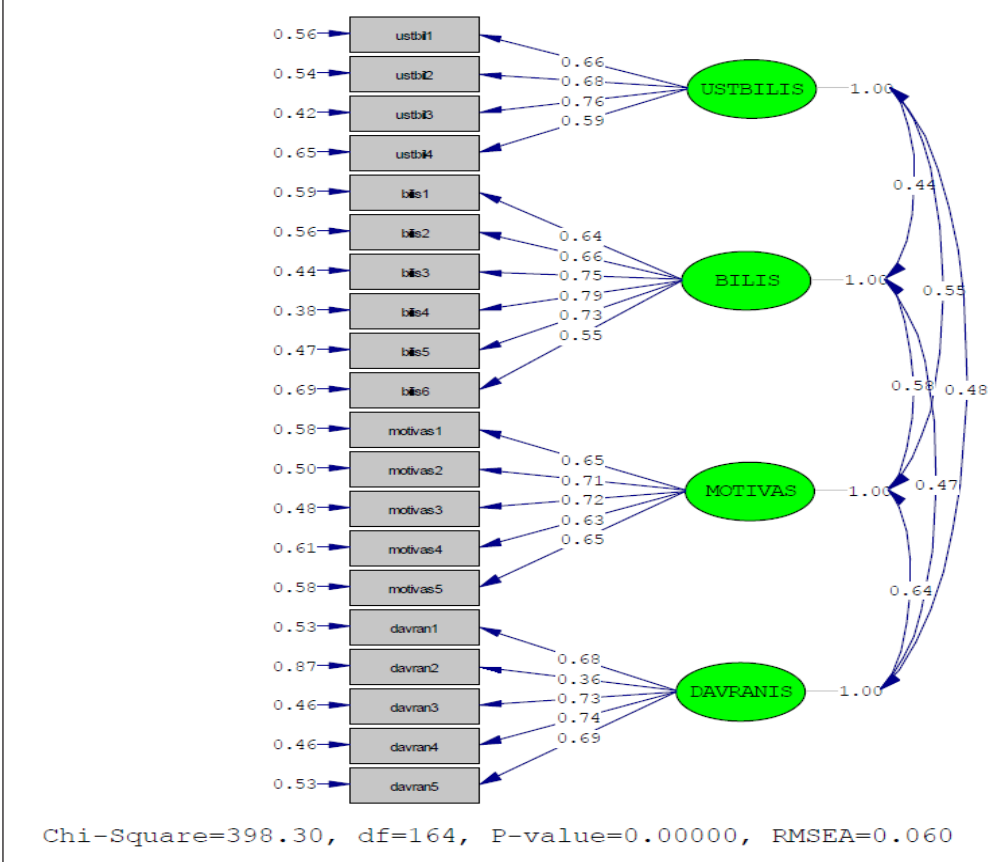 0.56 ustbil1
0.54 ustbil2
0.42 ustbil3
0.65 ustbil4
0.66
0.68
0.76
0.59
USTBILIS 1.00
0.59 bilis1
0.56 bilis2
0.44 bilis3
0.38 bilis4
0.47 bilis5
0.69 bilis6
0.64
0.66
0.75
0.79
0.73
0.55
BILIS 1.00
0.58 motivas1
0.50 motivas2
0.48 motivas3
0.61 motivas4
0.58 motivas5
0.65
0.71
0.72
0.63
0.65
MOTIVAS 1.00
0.53 davran1
0.87 davran2
0.46 davran3
0.46 davran4
0.53 davran5
0.68
0.36
0.73
0.74
0.69
DAVRANIS 1.00
0.44
0.55
0.58
0.48
0.47
0.64
Chi-Square=398.30, df=164, P-value=0.00000, RMSEA=0.060